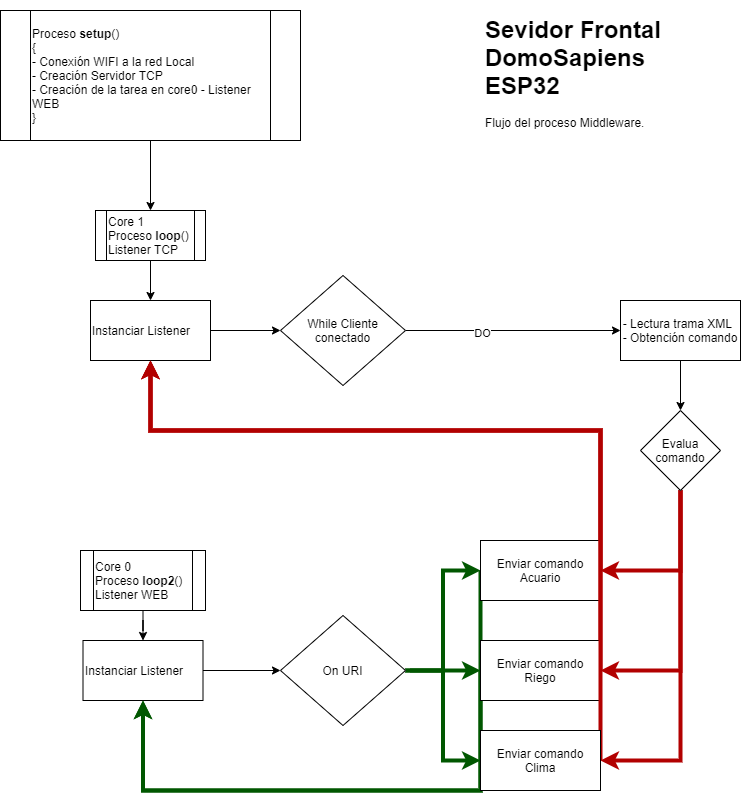 Sevidor Frontal
DomoSapiens
ESP32
Flujo del proceso Middleware.
Proceso setup()
{
- Conexión WIFI a la red Local
- Creación Servidor TCP
- Creación de la tarea en core0 - Listener
WEB
}
Core 1
Proceso loop()
Listener TCP
Instanciar Listener
While Cliente
conectado
DO
- Lectura trama XML
- Obtención comando
Evalua
comando
Core 0
Proceso loop2()
Listener WEB
Instanciar Listener
On URI
Enviar comando
Acuario
Enviar comando
Riego
Enviar comando
Clima